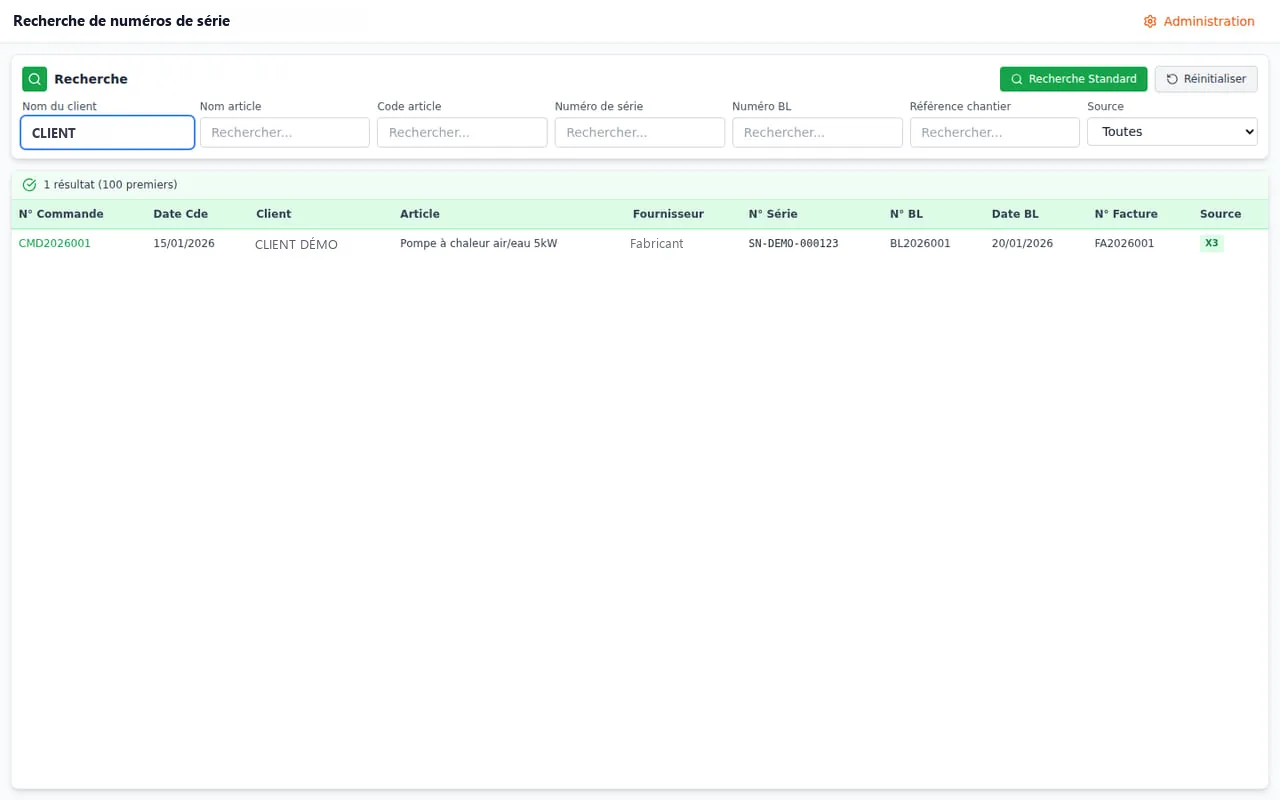 Recherche de numéros de série
Administration
Recherche
Recherche Standard
Réinitialiser
Nom du client
Nom article
Code article
Numéro de série
Numéro BL
Référence chantier
Source
CLIENT
Rechercher...
Rechercher...
Rechercher...
Rechercher...
Rechercher...
Toutes
1 résultat (100 premiers)
N° Commande Date Cde Client Article Fournisseur N° Série N° BL Date BL N° Facture Source
CMD2026001 15/01/2026 CLIENT DÉMO Pompe à chaleur air/eau 5kW Fabricant SN-DEMO-000123 BL2026001 20/01/2026 FA2026001 X3